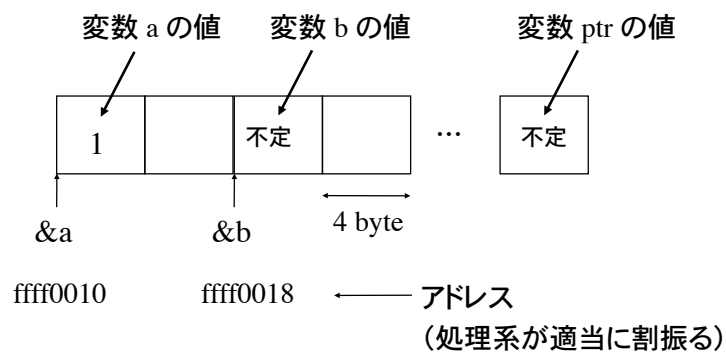 変数 a の値 変数 b の値 変数 ptr の値
1 不定 … 不定
&a &b 4 byte
ffff0010 ffff0018 アドレス
（処理系が適当に割振る）